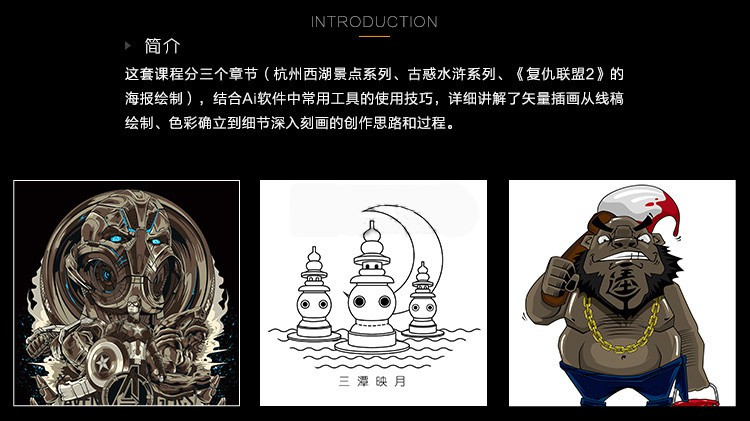 INTRODUCTION
简介
这套课程分三个章节（杭州西湖景点系列、古惑水浒系列、《复仇联盟2》的
海报绘制），结合Ai软件中常用工具的使用技巧，详细讲解了矢量插画从线稿
绘制、色彩确立到细节深入刻画的创作思路和过程。
三潭映月